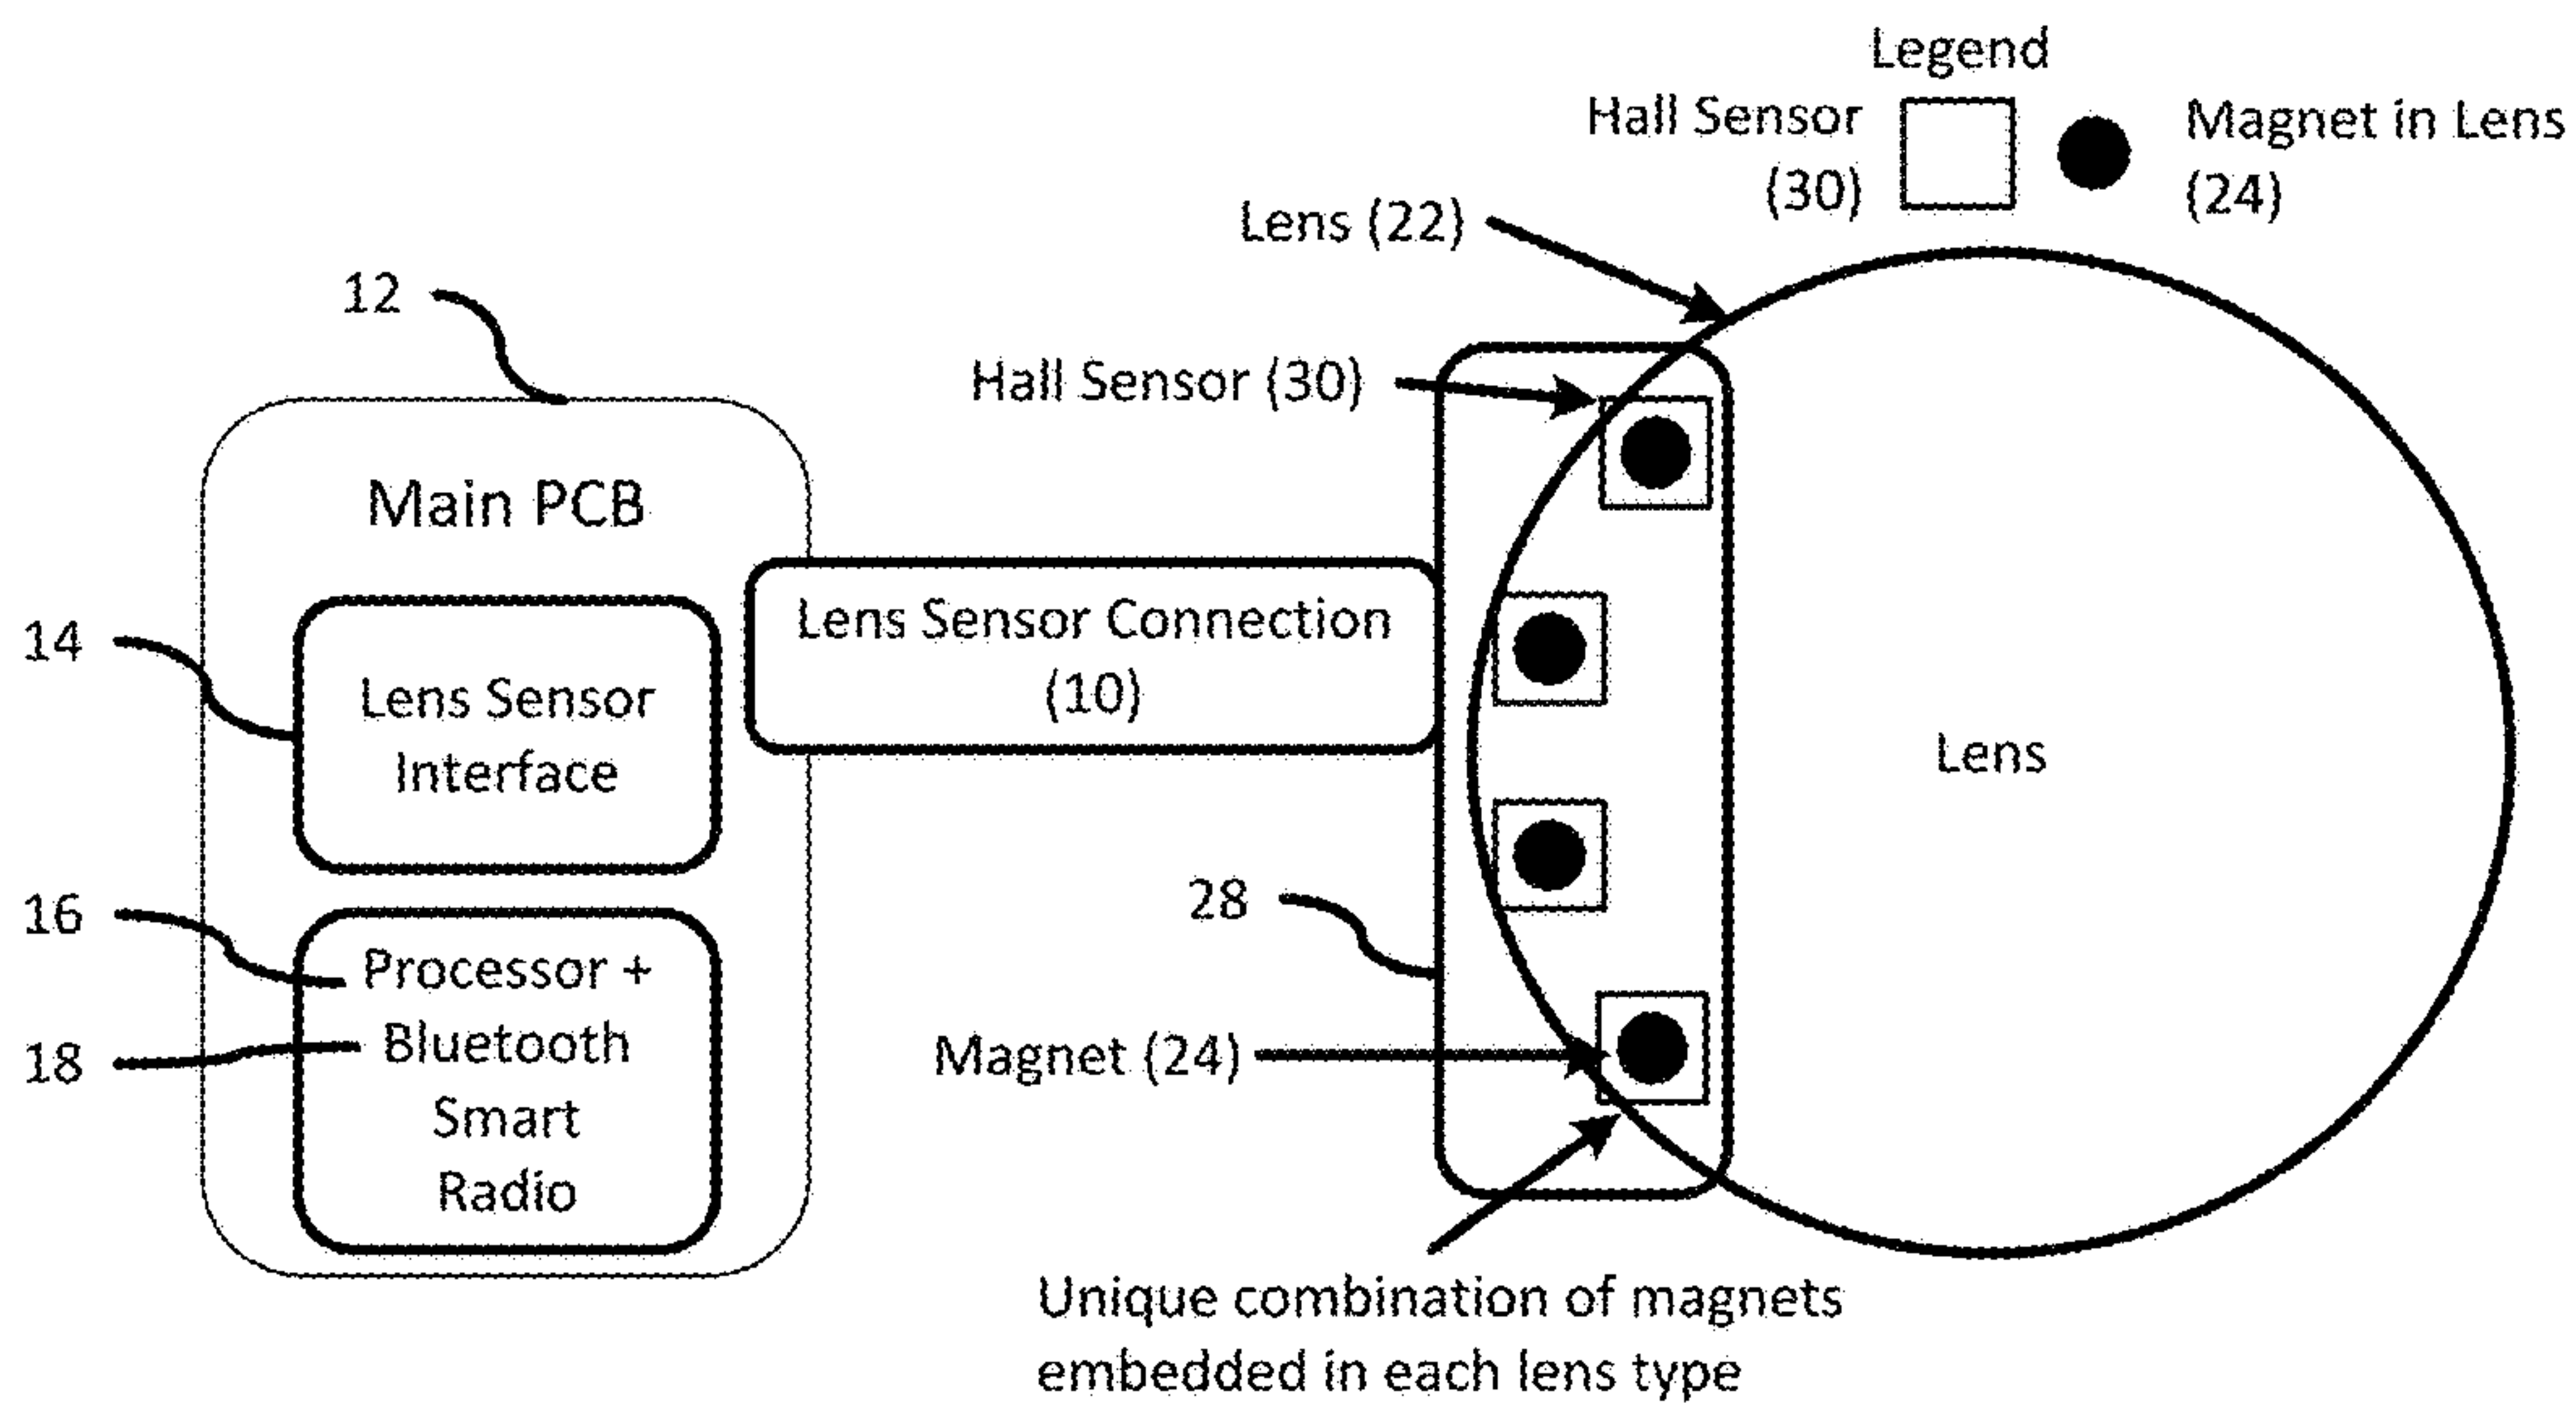 Legend
Hall Sensor
(30)
Magnet in Lens
(24)
Lens (22)
12
Hall Sensor (30)
Main PCB
Lens Sensor Connection
(10)
14
Lens Sensor
Interface
Lens
16
Processor +
18
Bluetooth
Smart
Radio
28
Magnet (24)
Unique combination of magnets
embedded in each lens type